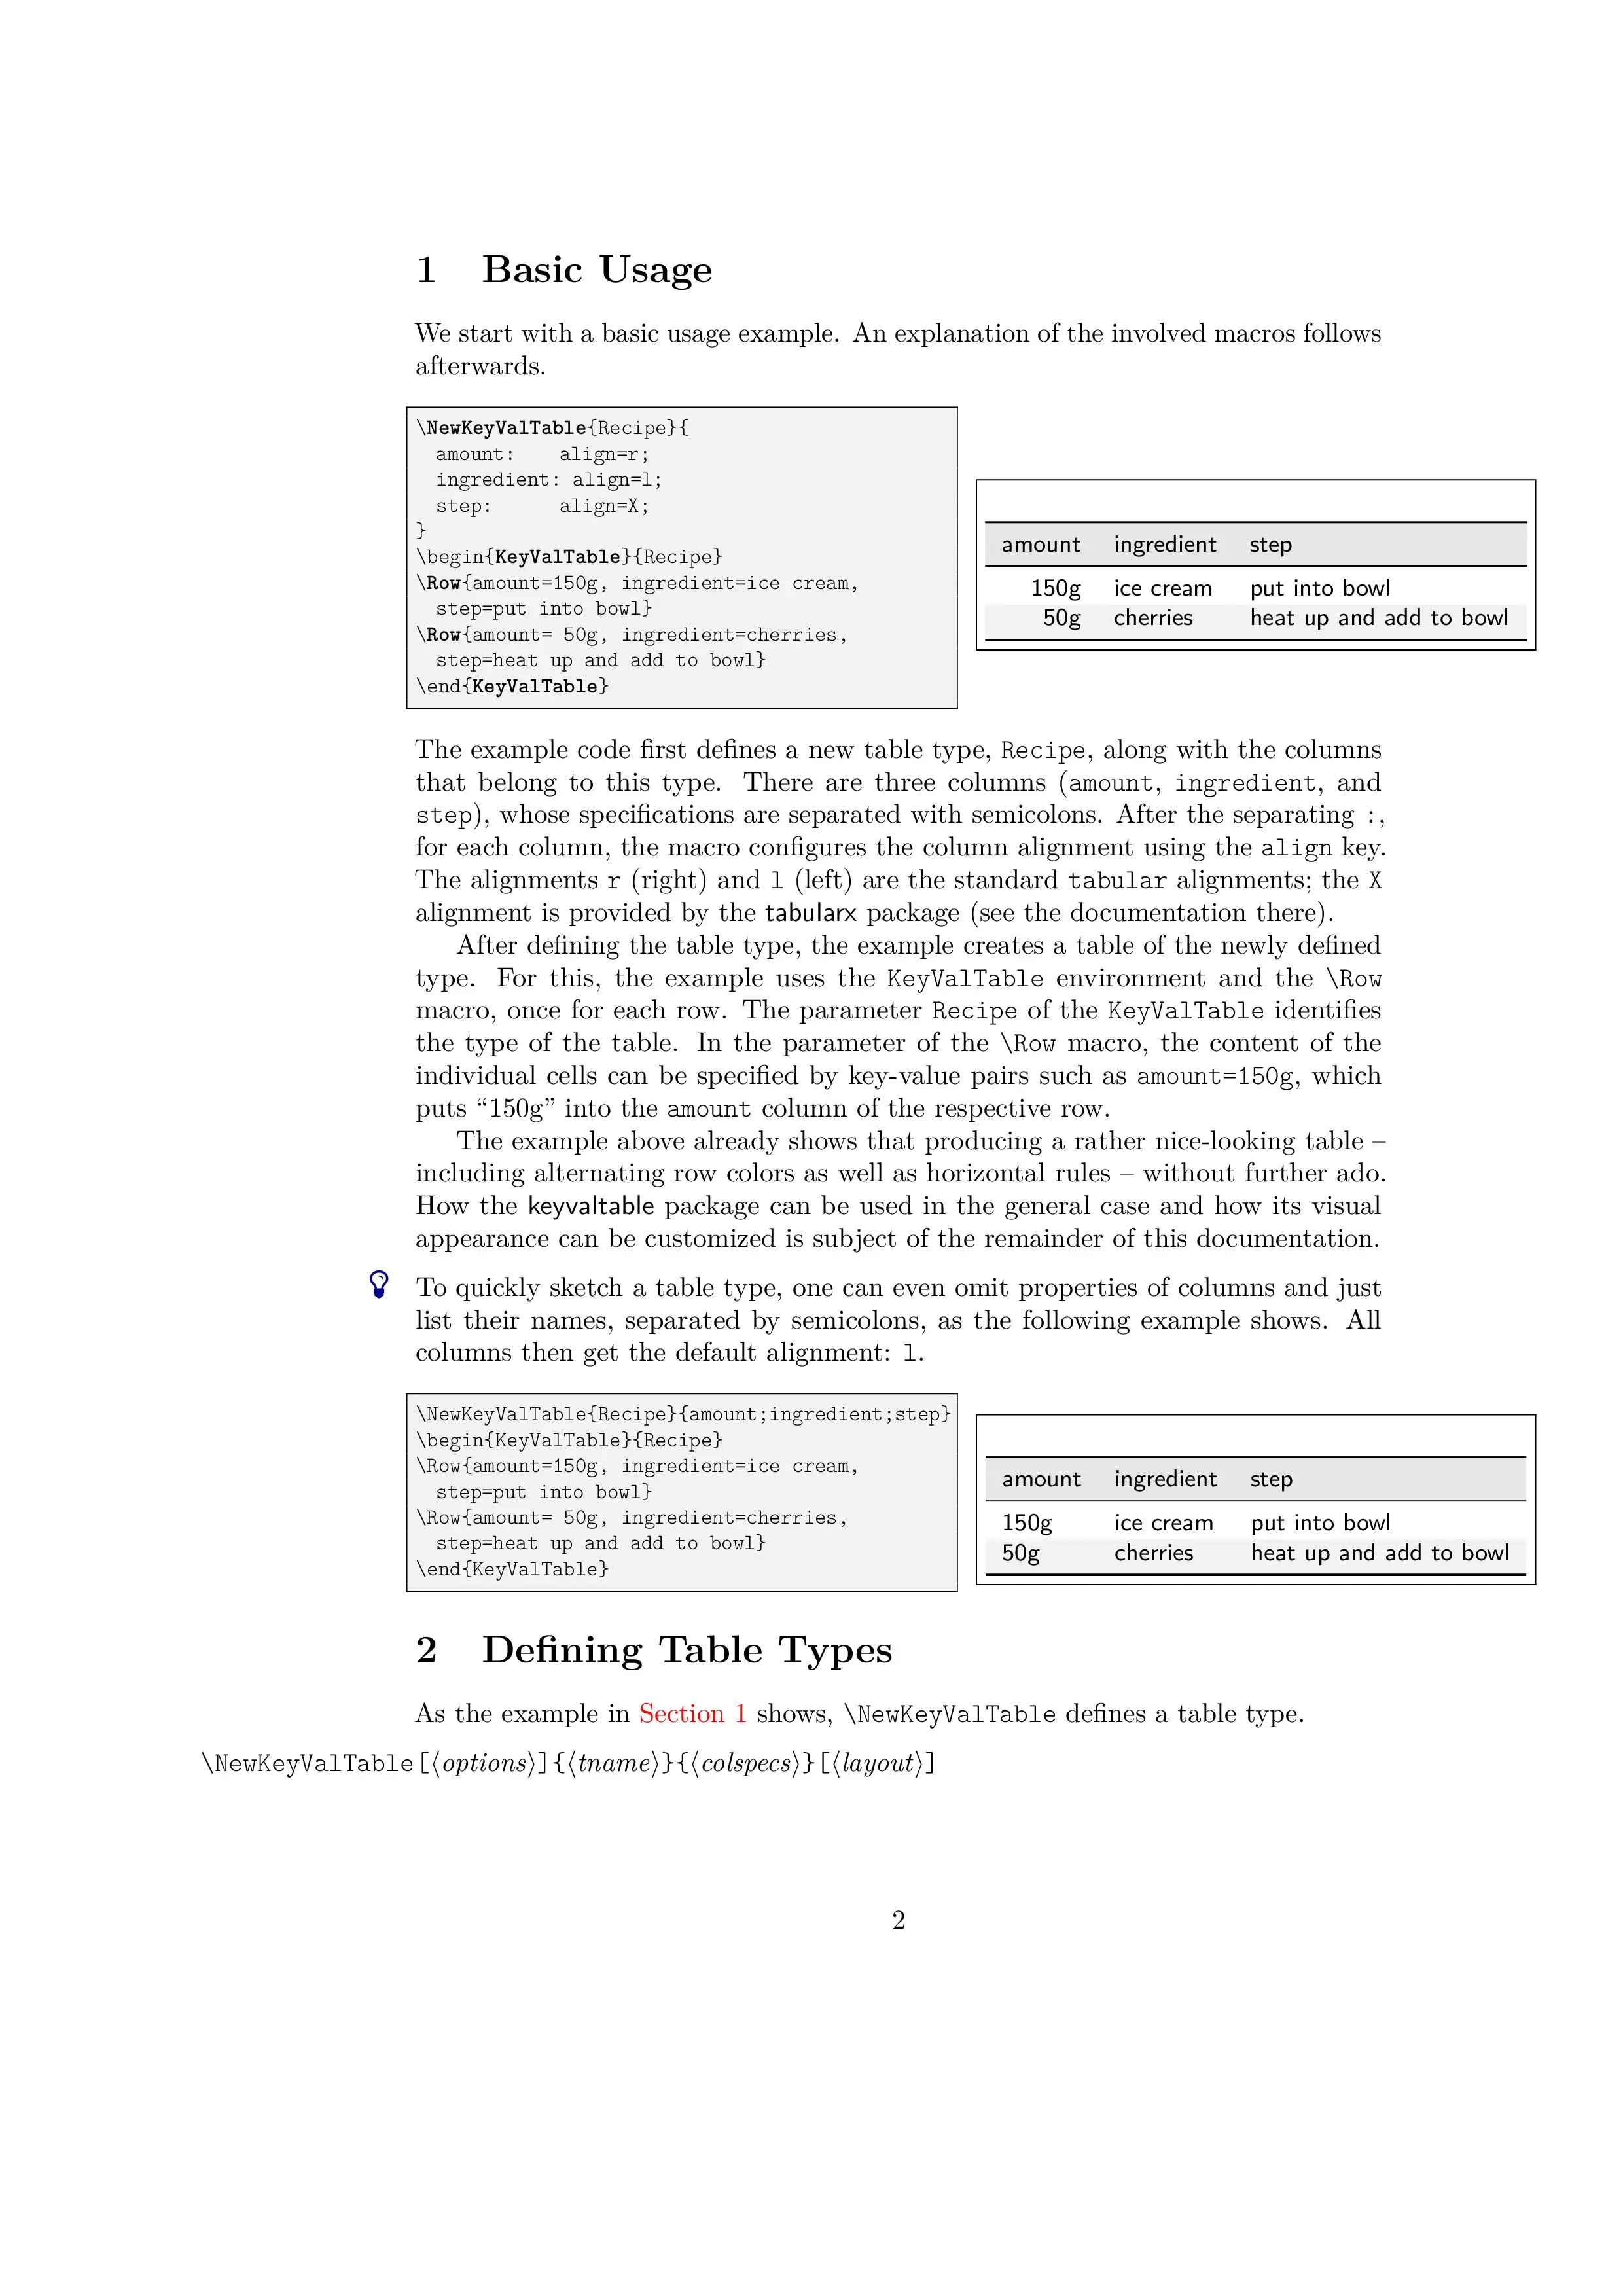 1 Basic Usage
We start with a basic usage example. An explanation of the involved macros follows
afterwards.
\NewKeyValTable{Recipe}{
  amount:    align=r;
  ingredient: align=l;
  step:      align=X;
}
\begin{KeyValTable}{Recipe}
\Row{amount=150g, ingredient=ice cream,
  step=put into bowl}
\Row{amount= 50g, ingredient=cherries,
  step=heat up and add to bowl}
\end{KeyValTable}
amount ingredient step
150g ice cream put into bowl
50g cherries heat up and add to bowl
The example code first defines a new table type, Recipe, along with the columns
that belong to this type. There are three columns (amount, ingredient, and
step), whose specifications are separated with semicolons. After the separating :,
for each column, the macro configures the column alignment using the align key.
The alignments r (right) and l (left) are the standard tabular alignments; the X
alignment is provided by the tabularx package (see the documentation there).
After defining the table type, the example creates a table of the newly defined
type. For this, the example uses the KeyValTable environment and the \Row
macro, once for each row. The parameter Recipe of the KeyValTable identifies
the type of the table. In the parameter of the \Row macro, the content of the
individual cells can be specified by key-value pairs such as amount=150g, which
puts “150g” into the amount column of the respective row.
The example above already shows that producing a rather nice-looking table –
including alternating row colors as well as horizontal rules – without further ado.
How the keyvaltable package can be used in the general case and how its visual
appearance can be customized is subject of the remainder of this documentation.
To quickly sketch a table type, one can even omit properties of columns and just
list their names, separated by semicolons, as the following example shows. All
columns then get the default alignment: l.
\NewKeyValTable{Recipe}{amount;ingredient;step}
\begin{KeyValTable}{Recipe}
\Row{amount=150g, ingredient=ice cream,
  step=put into bowl}
\Row{amount= 50g, ingredient=cherries,
  step=heat up and add to bowl}
\end{KeyValTable}
amount ingredient step
150g ice cream put into bowl
50g cherries heat up and add to bowl
2 Defining Table Types
As the example in Section 1 shows, \NewKeyValTable defines a table type.
\NewKeyValTable[⟨options⟩]{⟨tname⟩}{⟨colspecs⟩}[⟨layout⟩]
2